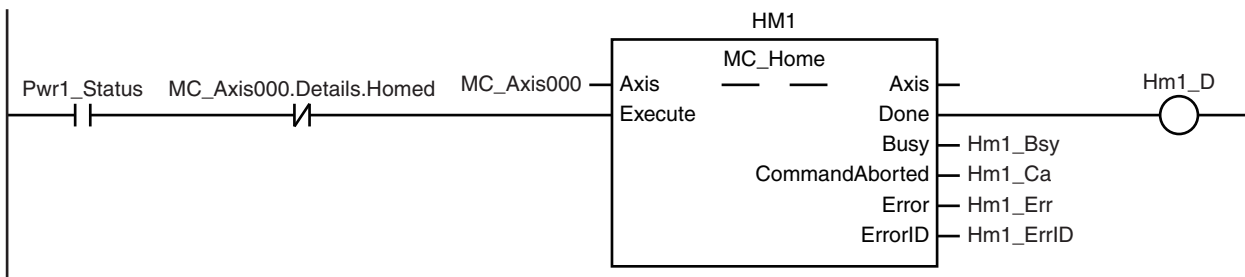 HM1
MC_Home
Pwr1_Status MC_Axis000.Details.Homed MC_Axis000 Axis Axis Hm1_D
Execute Done
Busy Hm1_Bsy
CommandAborted Hm1_Ca
Error Hm1_Err
ErrorID Hm1_ErrID